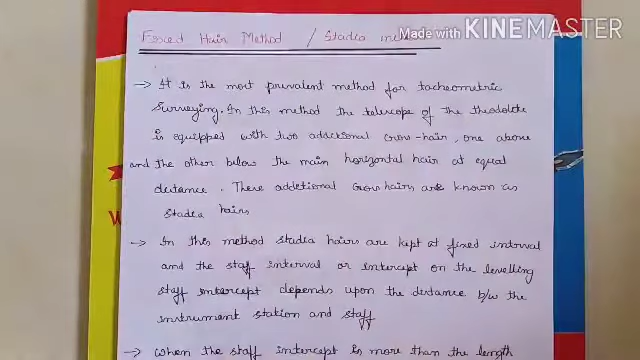 Made with KINEMASTER
Fixed Hair Method / Stadia
→ It is the most prevalent method for tacheometric
surveying. In this method the telescope of the theodolite
is equipped with two additional cross-hair, one above
and the other below the main horizontal hair at equal
distance. These additional cross hairs are known as
stadia hairs
→ In this method stadia hairs are kept at fixed interval
and the staff interval or intercept on the levelling
staff intercept depends upon the distance b/w the
instrument station and staff
→ When the staff intercept is more than the length